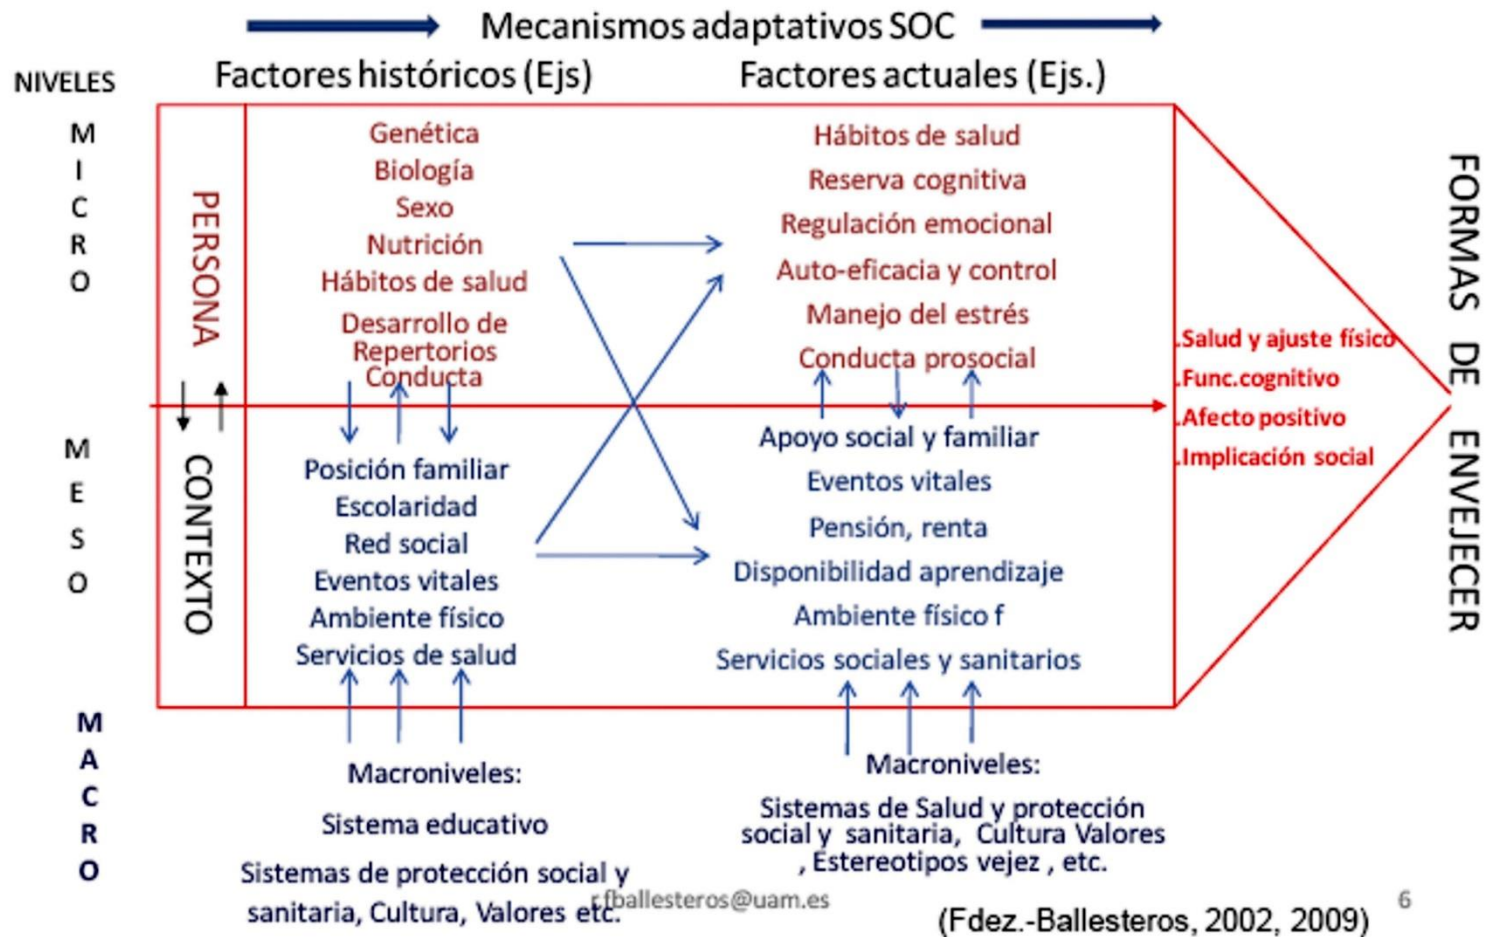 Mecanismos adaptativos SOC
NIVELES
Factores históricos (Ejs)
Factores actuales (Ejs.)
MICRO
PERSONA
Genética
Biología
Sexo
Nutrición
Hábitos de salud
Desarrollo de
Repertorios
Conducta
Hábitos de salud
Reserva cognitiva
Regulación emocional
Auto-eficacia y control
Manejo del estrés
Conducta prosocial
MESO
CONTEXTO
Posición familiar
Escolaridad
Red social
Eventos vitales
Ambiente físico
Servicios de salud
Apoyo social y familiar
Eventos vitales
Pensión, renta
Disponibilidad aprendizaje
Ambiente físico f
Servicios sociales y sanitarios
.Salud y ajuste físico
.Func.cognitivo
.Afecto positivo
.Implicación social
FORMAS DE ENVEJECER
MACRO
Macroniveles:
Sistema educativo
Sistemas de protección social y
sanitaria, Cultura, Valores etc.
Macroniveles:
Sistemas de Salud y protección
social y sanitaria, Cultura Valores
, Estereotipos vejez , etc.
r.fballesteros@uam.es
6
(Fdez.-Ballesteros, 2002, 2009)